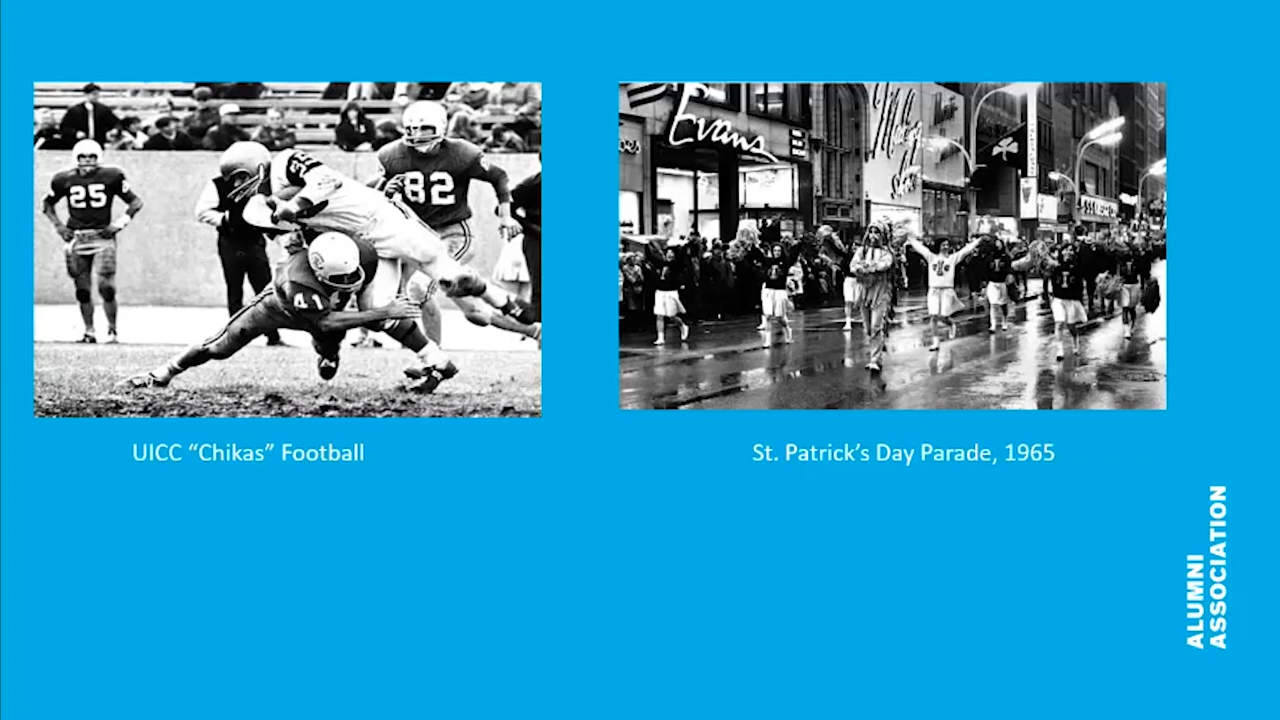 25
82
41
Evans
UICC “Chikas” Football
St. Patrick’s Day Parade, 1965
ALUMNI
ASSOCIATION